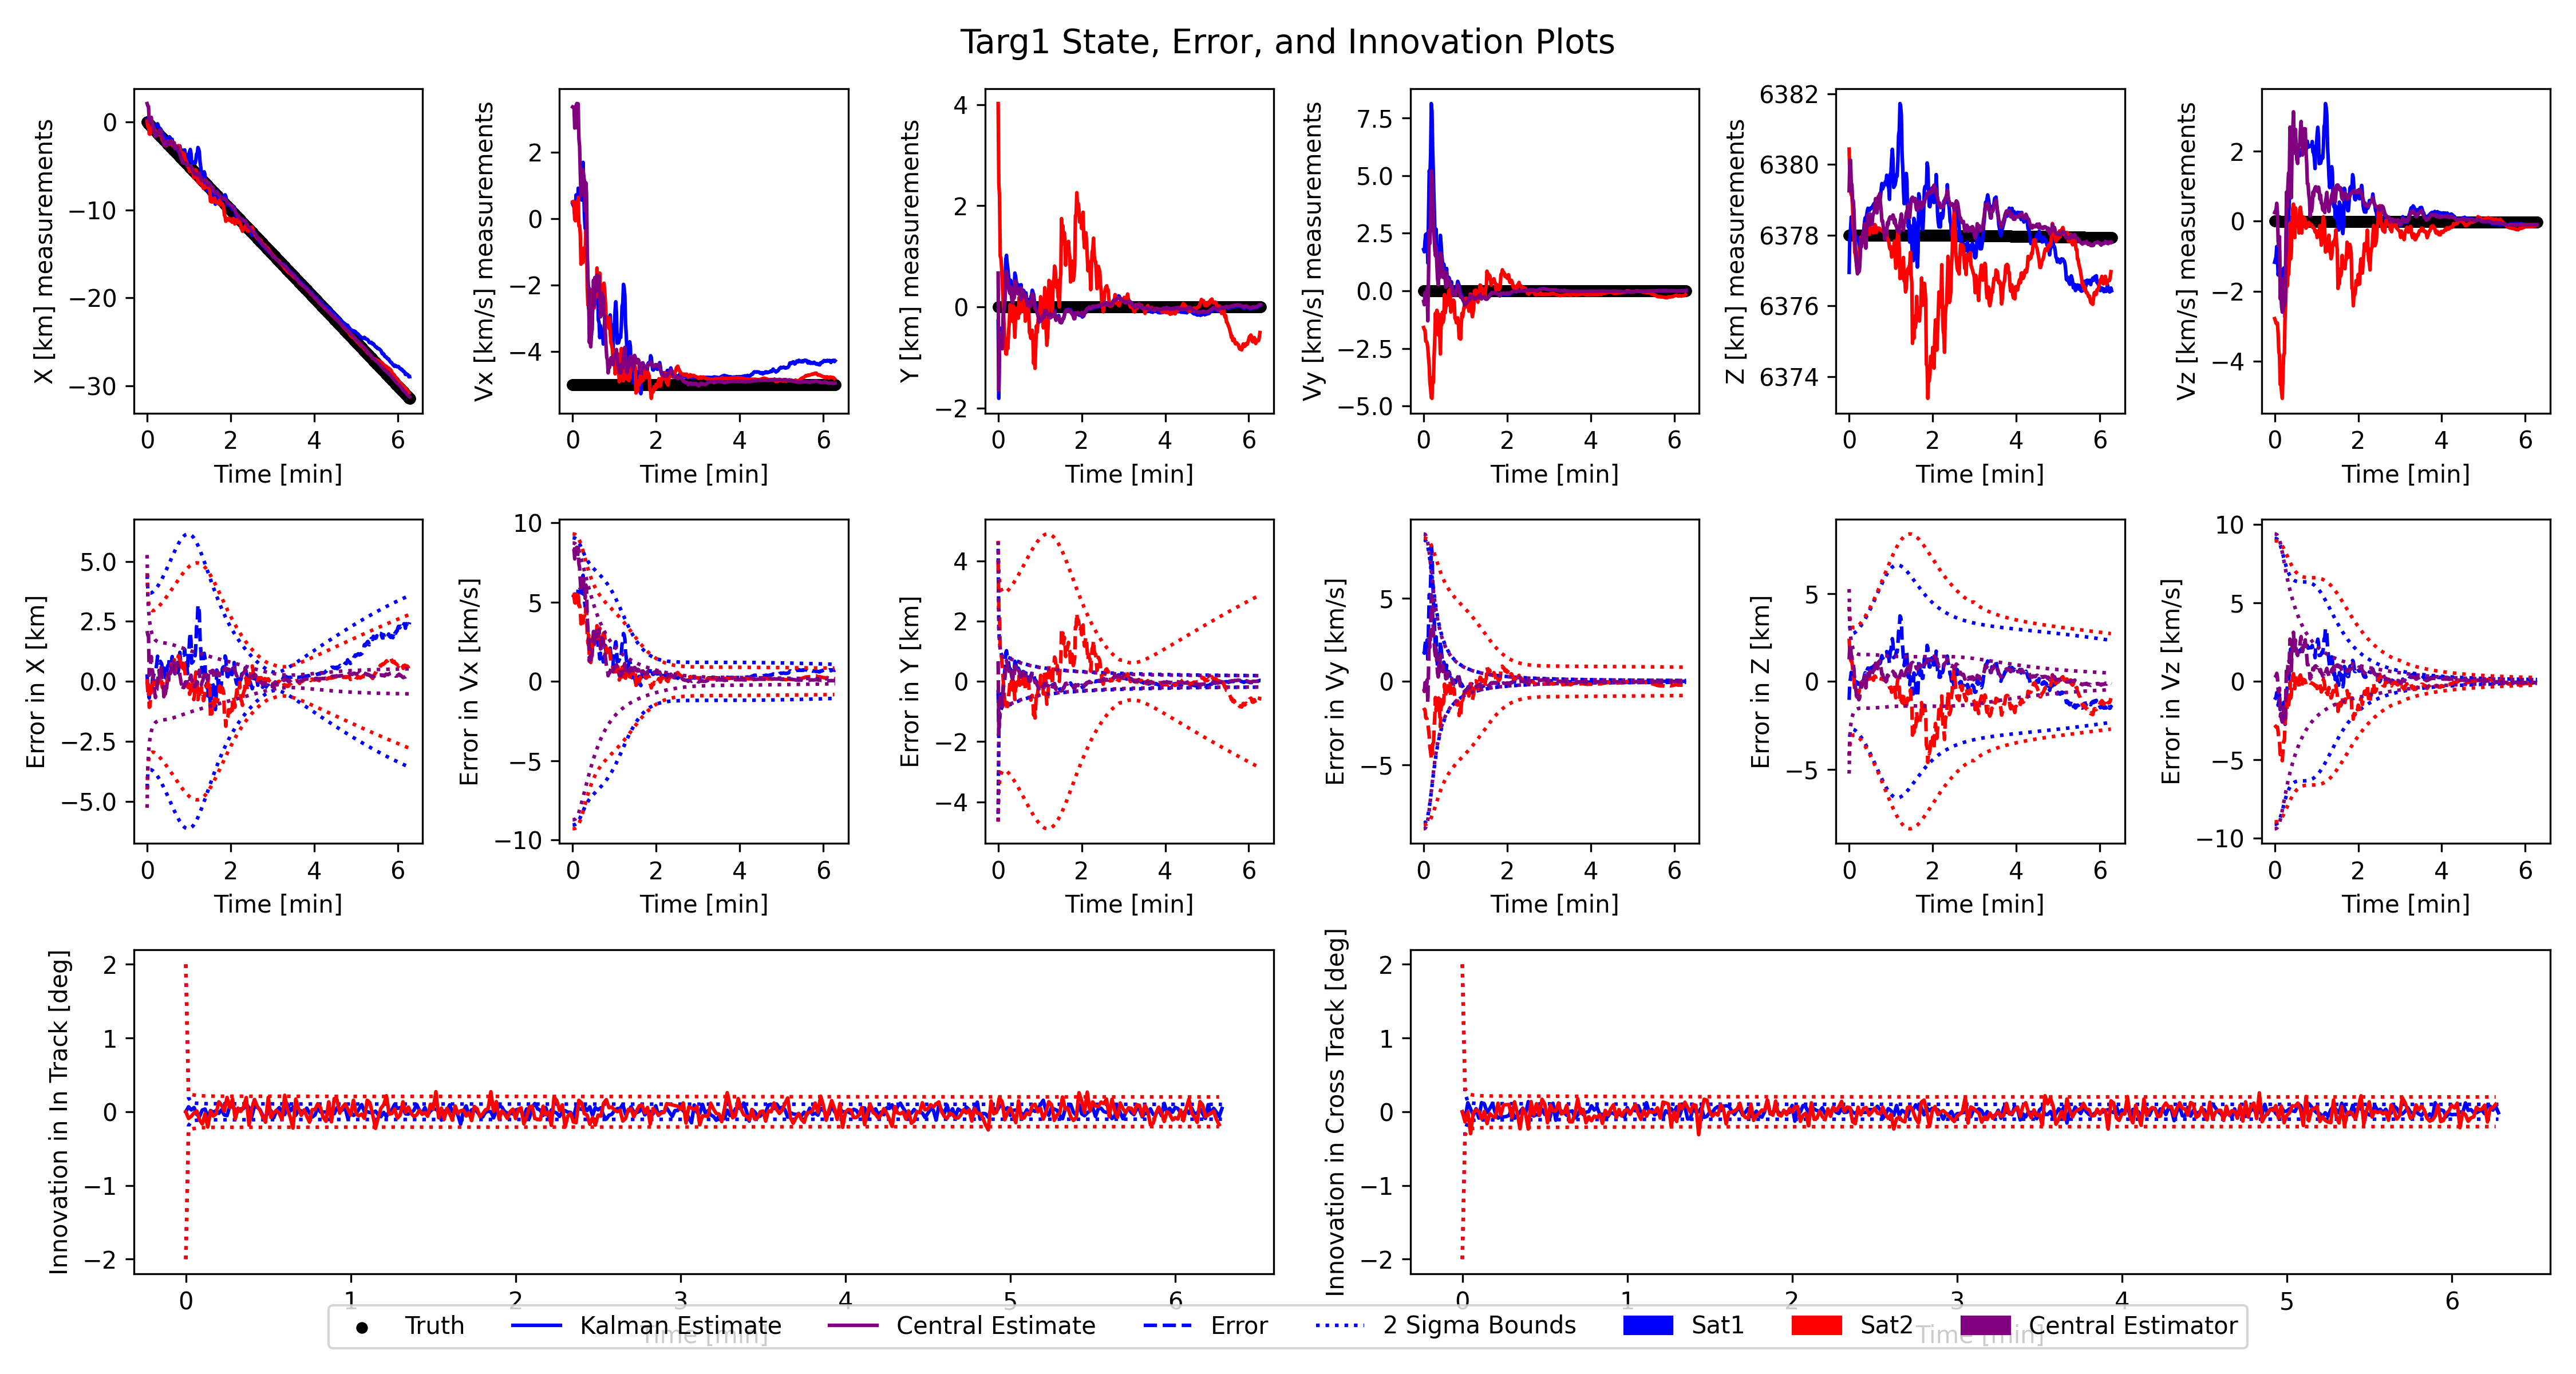 Targ1 State, Error, and Innovation Plots
X [km] measurements
0
−10
−20
−30
0 2 4 6
Time [min]
Vx [km/s] measurements
2
0
−2
−4
0 2 4 6
Time [min]
Y [km] measurements
4
2
0
−2
0 2 4 6
Time [min]
Vy [km/s] measurements
7.5
5.0
2.5
0.0
−2.5
−5.0
0 2 4 6
Time [min]
Z [km] measurements
6382
6380
6378
6376
6374
0 2 4 6
Time [min]
Vz [km/s] measurements
2
0
−2
−4
0 2 4 6
Time [min]
Error in X [km]
5.0
2.5
0.0
−2.5
−5.0
0 2 4 6
Time [min]
Error in Vx [km/s]
10
5
0
−5
−10
0 2 4 6
Time [min]
Error in Y [km]
4
2
0
−2
−4
0 2 4 6
Time [min]
Error in Vy [km/s]
5
0
−5
0 2 4 6
Time [min]
Error in Z [km]
5
0
−5
0 2 4 6
Time [min]
Error in Vz [km/s]
10
5
0
−5
−10
0 2 4 6
Time [min]
Innovation in In Track [deg]
2
1
0
−1
−2
0 1 2 3 4 5 6
Time [min]
Innovation in Cross Track [deg]
2
1
0
−1
−2
0 1 2 3 4 5 6
Time [min]
Truth Kalman Estimate Central Estimate Error 2 Sigma Bounds Sat1 Sat2 Central Estimator